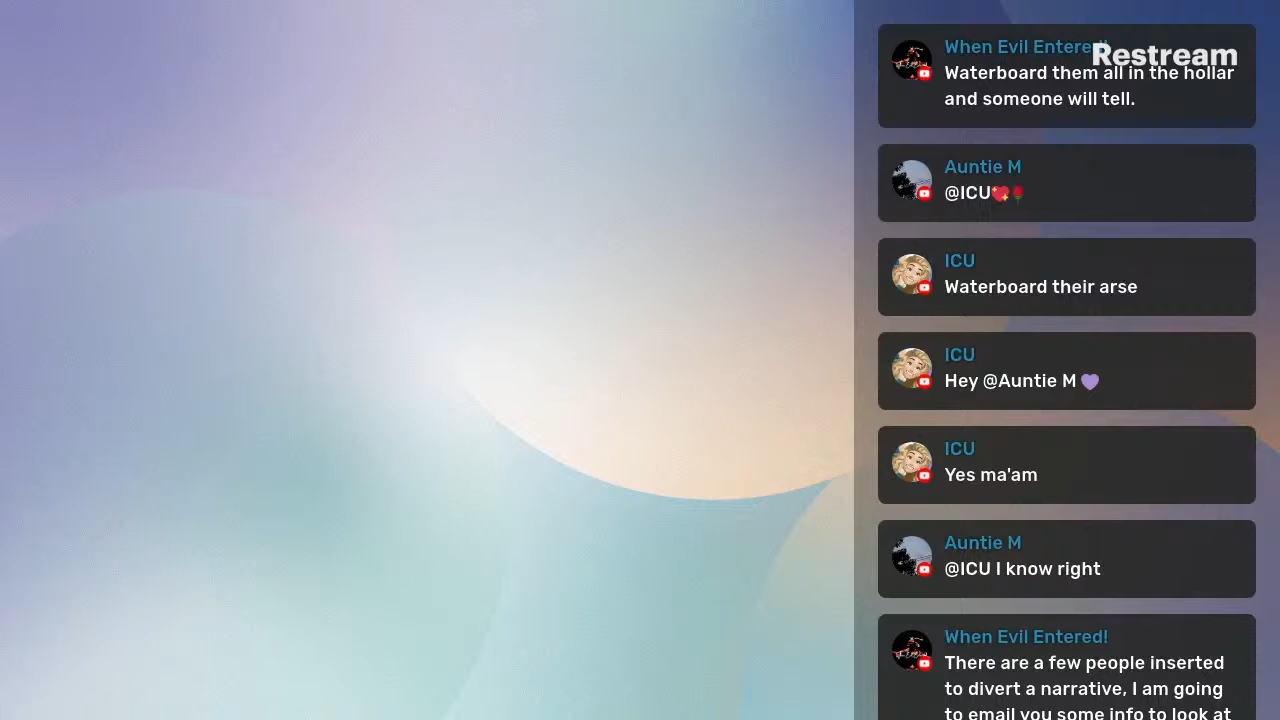 When Evil Entered!
Restream
Waterboard them all in the hollar
and someone will tell.
Auntie M
@ICU💖🌹
ICU
Waterboard their arse
ICU
Hey @Auntie M 💜
ICU
Yes ma'am
Auntie M
@ICU I know right
When Evil Entered!
There are a few people inserted
to divert a narrative, I am going
to email you some info to look at